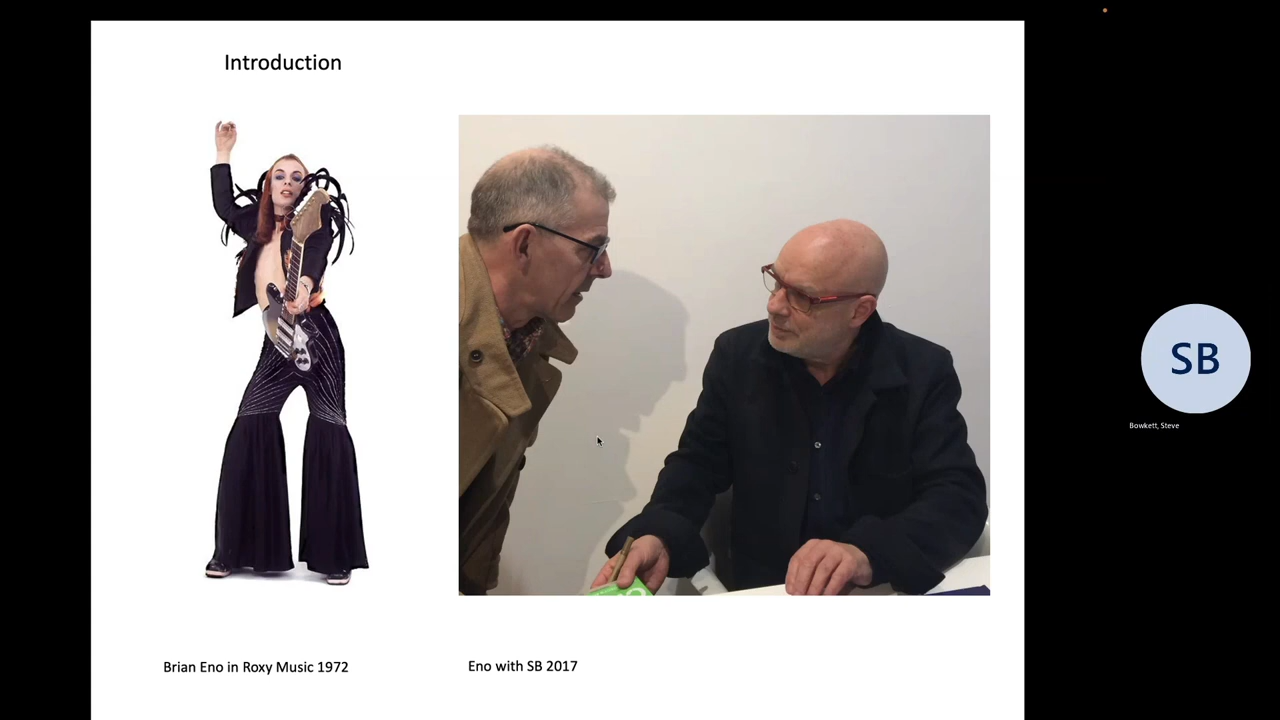 Introduction
Brian Eno in Roxy Music 1972
Eno with SB 2017
SB
Bowkett, Steve